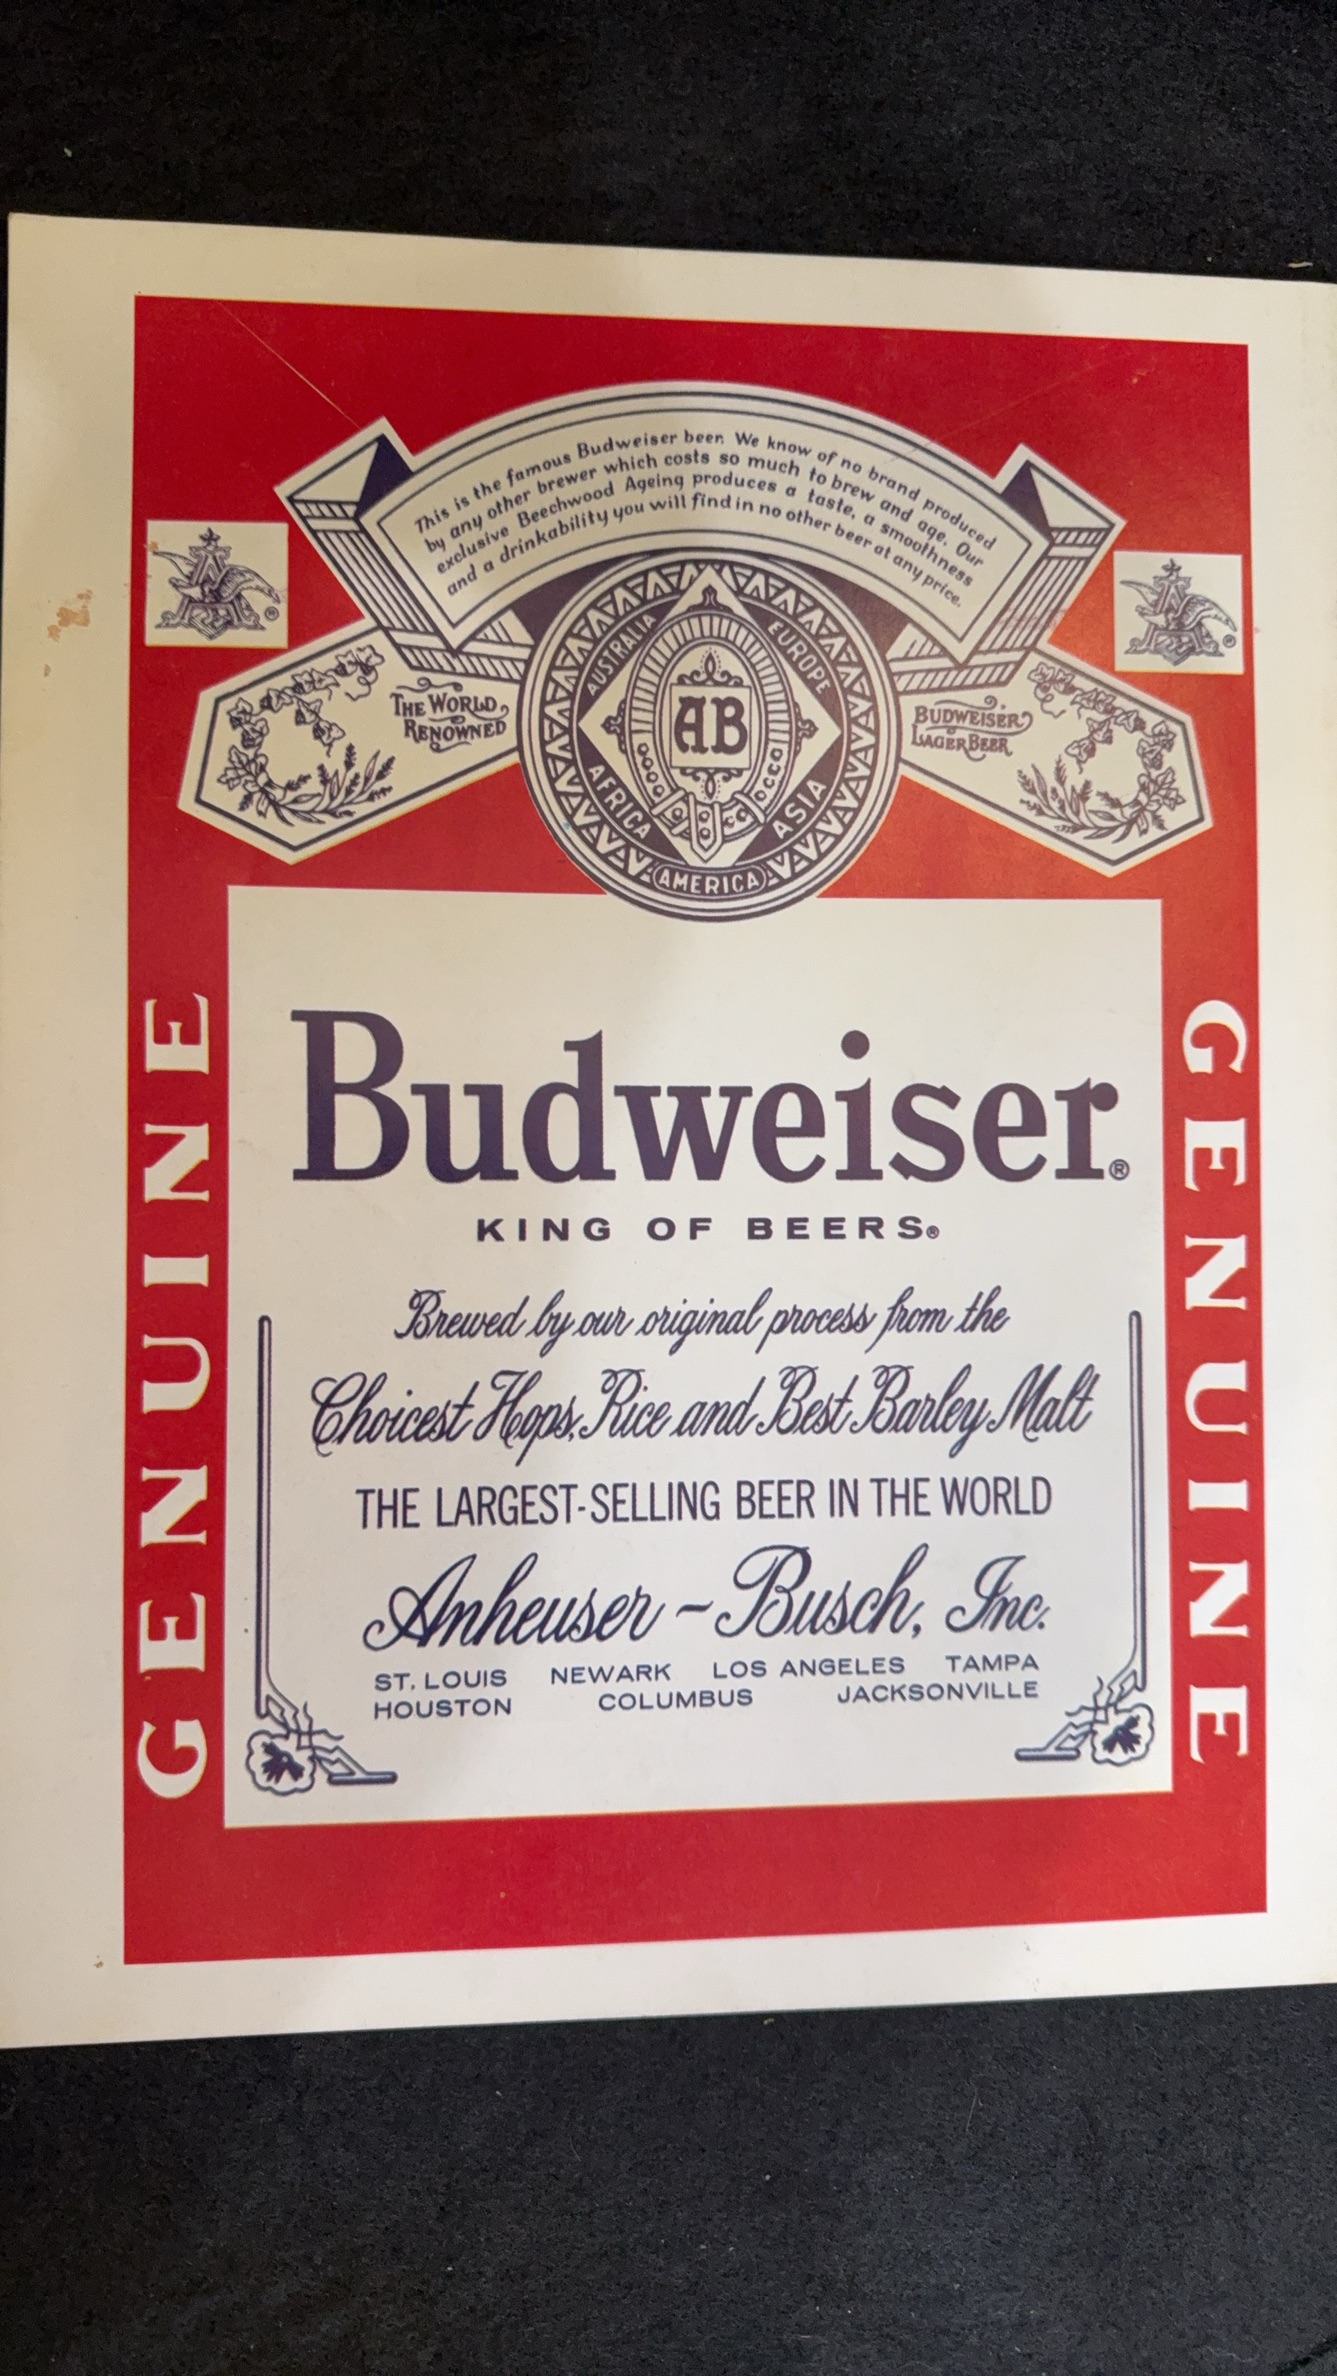 This is the famous Budweiser beer. We know of no brand produced
by any other brewer which costs so much to brew and age. Our
exclusive Beechwood Ageing produces a taste, a smoothness
and a drinkability you will find in no other beer at any price.
THE WORLD
RENOWNED
BUDWEISER
LAGER BEER
AUSTRALIA
EUROPE
AB
AFRICA
ASIA
AMERICA
®
®
GENUINE
GENUINE
Budweiser®
KING OF BEERS®
Brewed by our original process from the
Choicest Hops, Rice and Best Barley Malt
THE LARGEST-SELLING BEER IN THE WORLD
Anheuser-Busch, Inc.
ST. LOUIS NEWARK LOS ANGELES TAMPA
HOUSTON COLUMBUS JACKSONVILLE